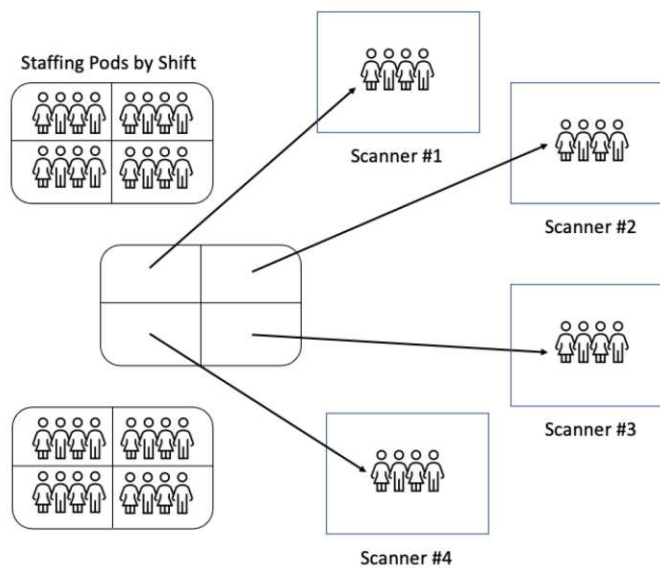 Staffing Pods by Shift
Scanner #1
Scanner #2
Scanner #3
Scanner #4